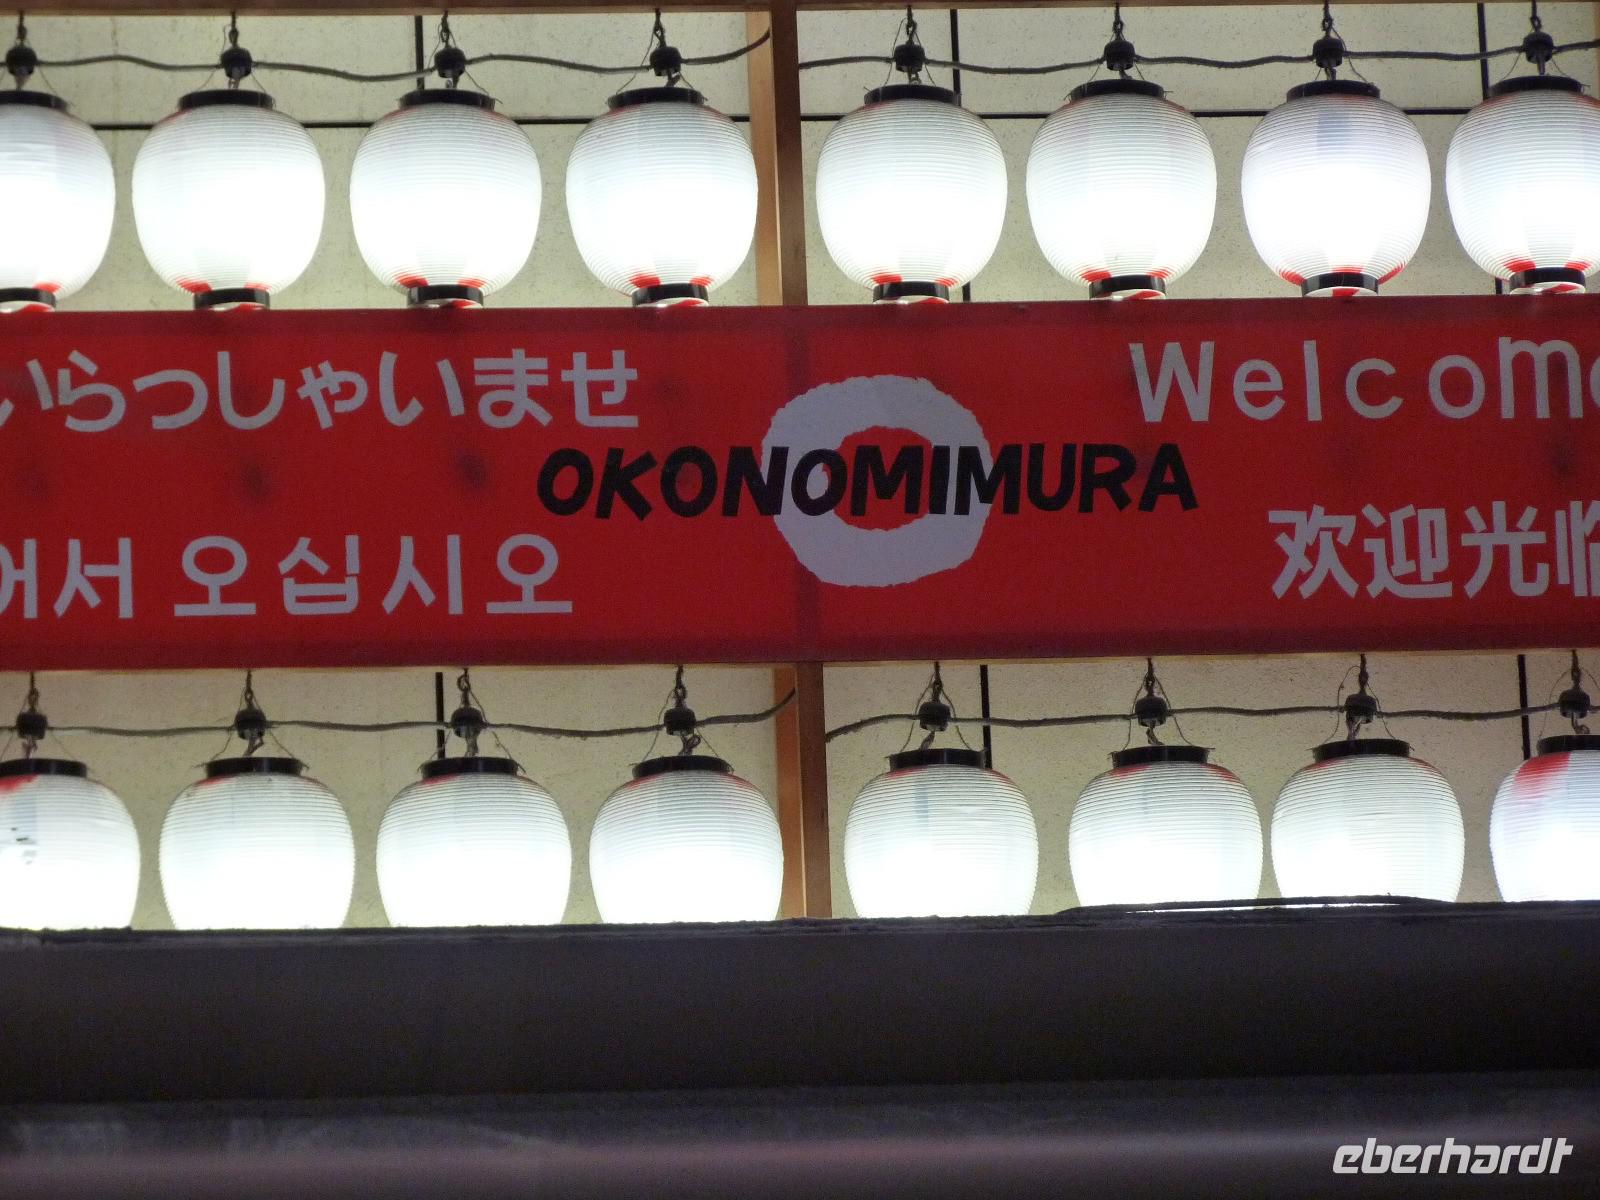 いらっしゃいませ
Welcome
OKONOMIMURA
어서 오십시오
欢迎光临
eberhardt